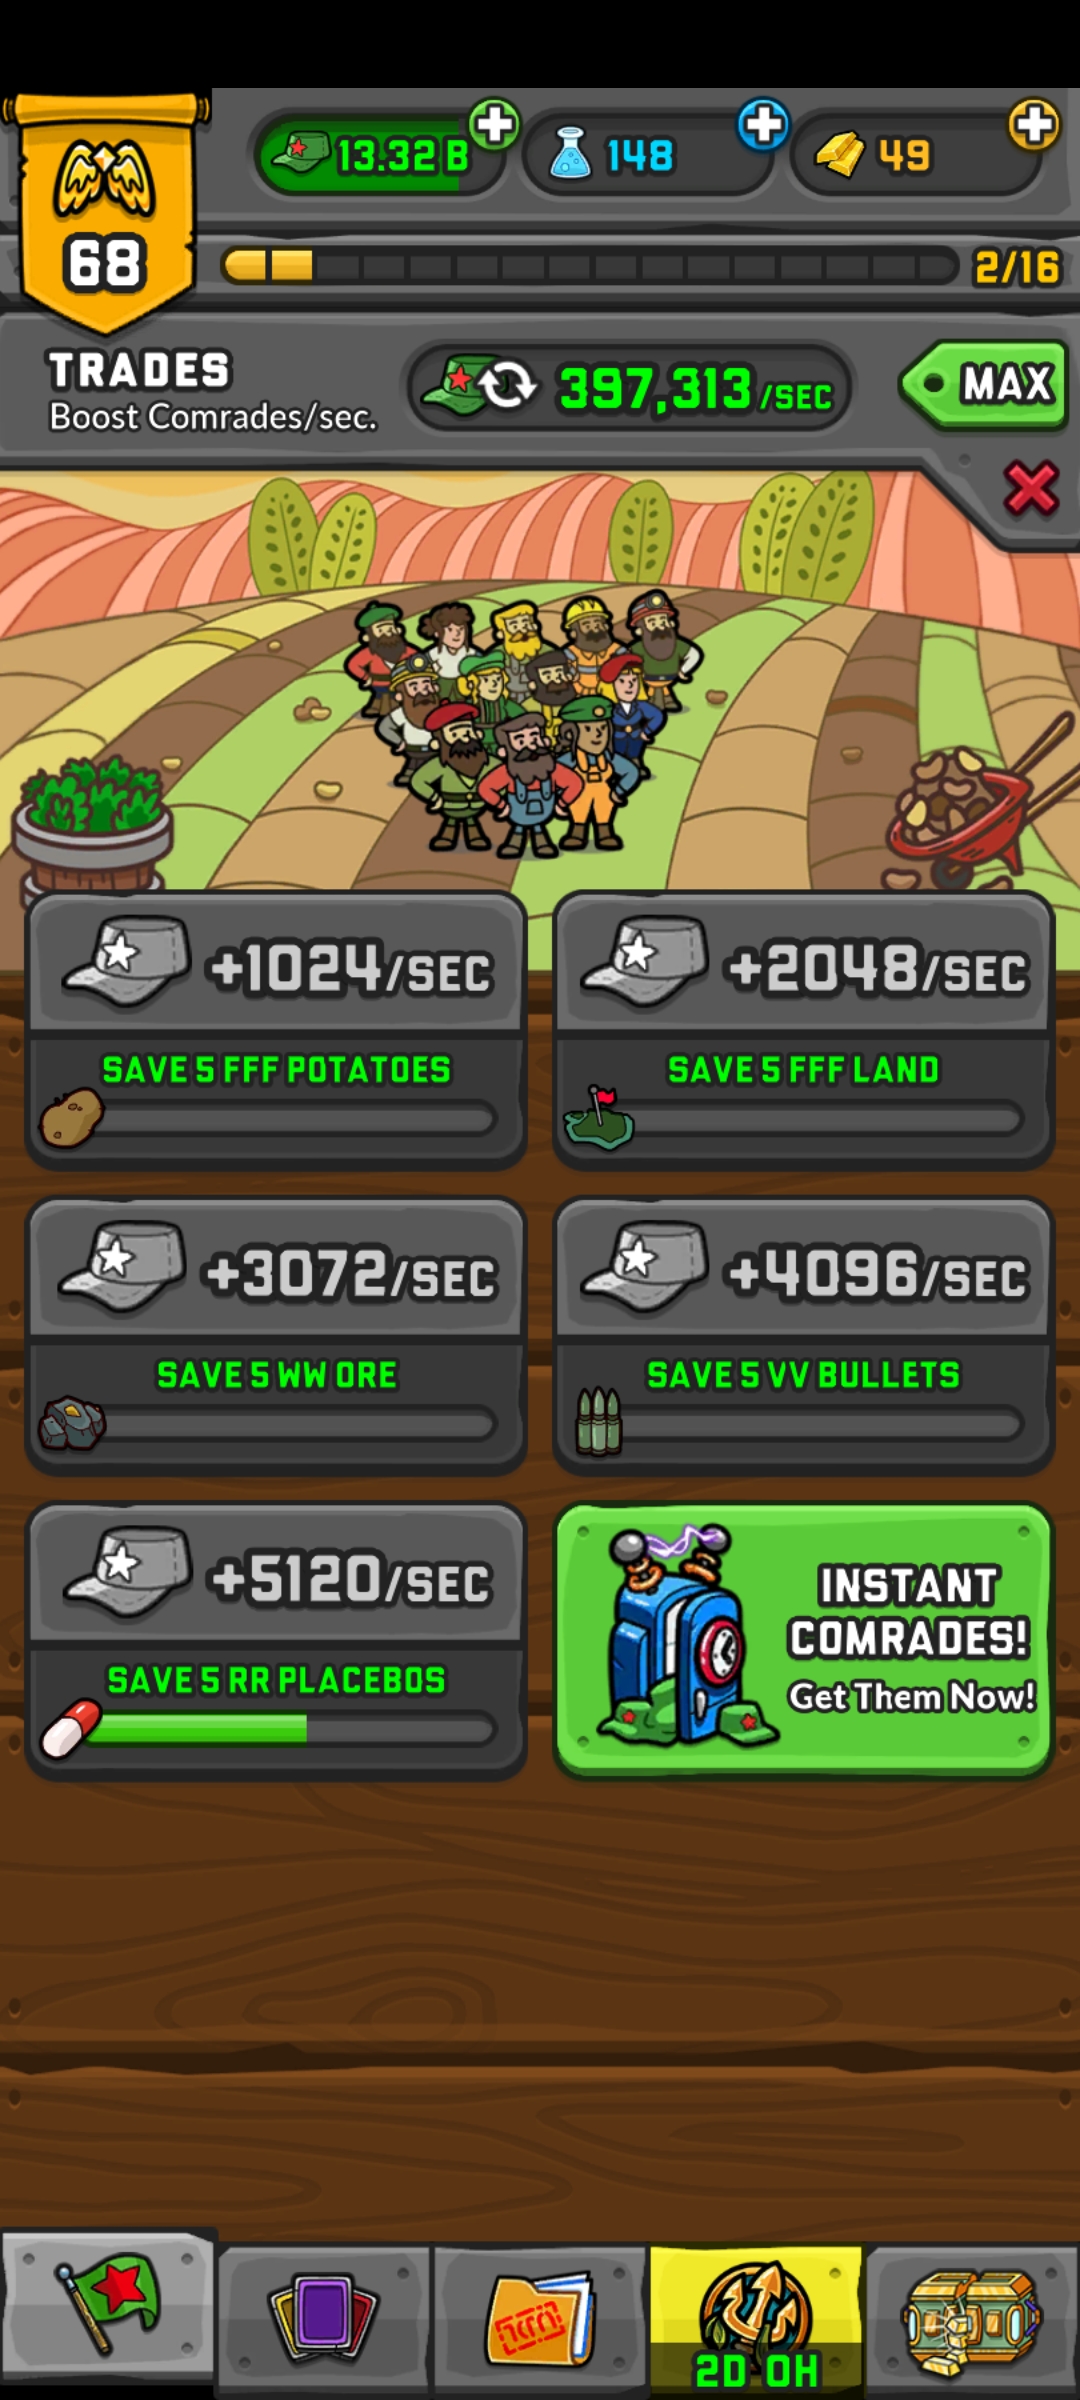 13.32 B
148
49
68
2/16
TRADES
Boost Comrades/sec.
397,313/SEC
MAX
+1024/SEC
SAVE 5 FFF POTATOES
+2048/SEC
SAVE 5 FFF LAND
+3072/SEC
SAVE 5 WW ORE
+4096/SEC
SAVE 5 VV BULLETS
+5120/SEC
SAVE 5 RR PLACEBOS
INSTANT
COMRADES!
Get Them Now!
2D 0H